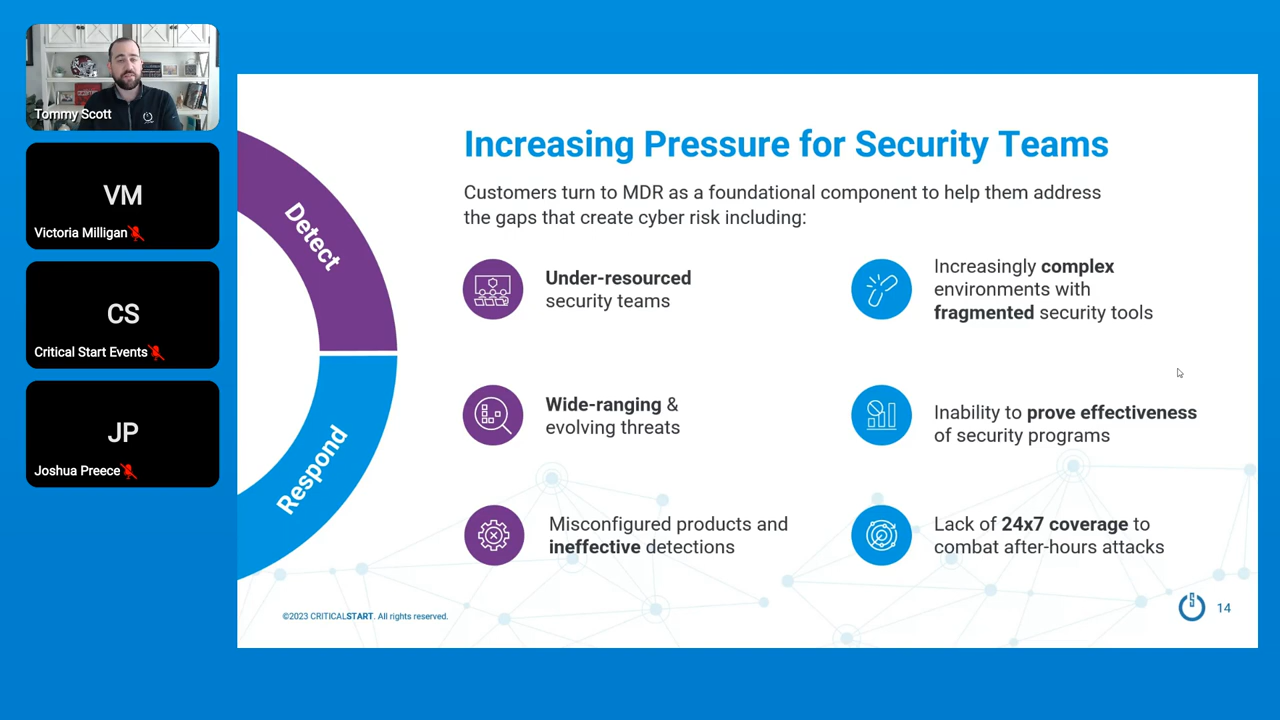 Tommy Scott
VM
Victoria Milligan
CS
Critical Start Events
JP
Joshua Preece
Detect
Respond
Increasing Pressure for Security Teams
Customers turn to MDR as a foundational component to help them address
the gaps that create cyber risk including:
Under-resourced
security teams
Increasingly complex
environments with
fragmented security tools
Wide-ranging &
evolving threats
Inability to prove effectiveness
of security programs
Misconfigured products and
ineffective detections
Lack of 24x7 coverage to
combat after-hours attacks
©2023 CRITICALSTART. All rights reserved.
14